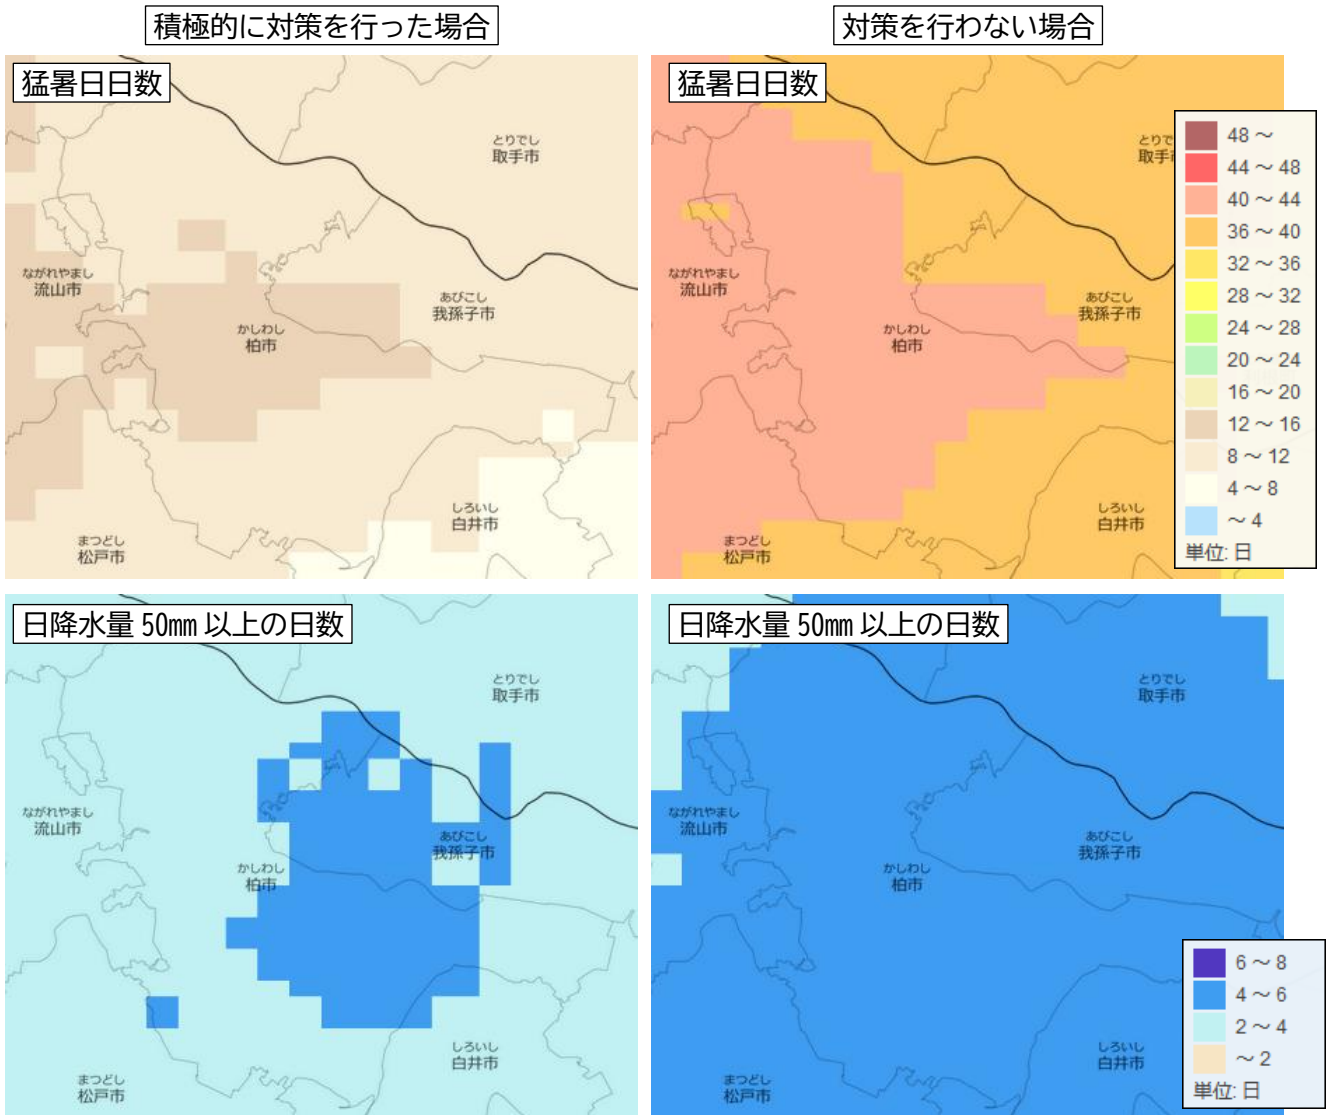 積極的に対策を行った場合
対策を行わない場合
猛暑日日数
とりでし
取手市
ながれやまし
流山市
かしわし
柏市
あびこし
我孫子市
しろいし
白井市
まつどし
松戸市
猛暑日日数
とりで
取手
ながれやまし
流山市
かしわし
柏市
あびこし
我孫子市
しろいし
白井市
まつどし
松戸市
48 ~
44 ~ 48
40 ~ 44
36 ~ 40
32 ~ 36
28 ~ 32
24 ~ 28
20 ~ 24
16 ~ 20
12 ~ 16
8 ~ 12
4 ~ 8
~ 4
単位: 日
日降水量 50mm 以上の日数
とりでし
取手市
ながれやまし
流山市
あびこし
我孫子市
かしわし
柏市
しろいし
白井市
まつどし
松戸市
日降水量 50mm 以上の日数
とりでし
取手市
ながれやまし
流山市
あびこし
我孫子市
かしわし
柏市
しろいし
白井市
まつどし
松戸市
6 ~ 8
4 ~ 6
2 ~ 4
~ 2
単位: 日